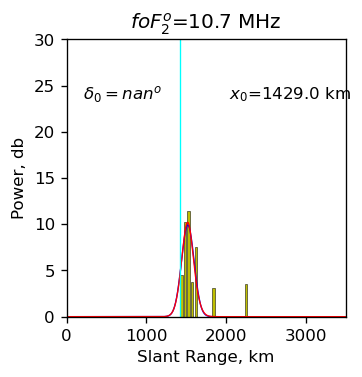 foF₂ᵒ=10.7 MHz
30
25
20
15
10
5
0
Power, db
δ₀ = nanᵒ
x₀=1429.0 km
0 1000 2000 3000
Slant Range, km